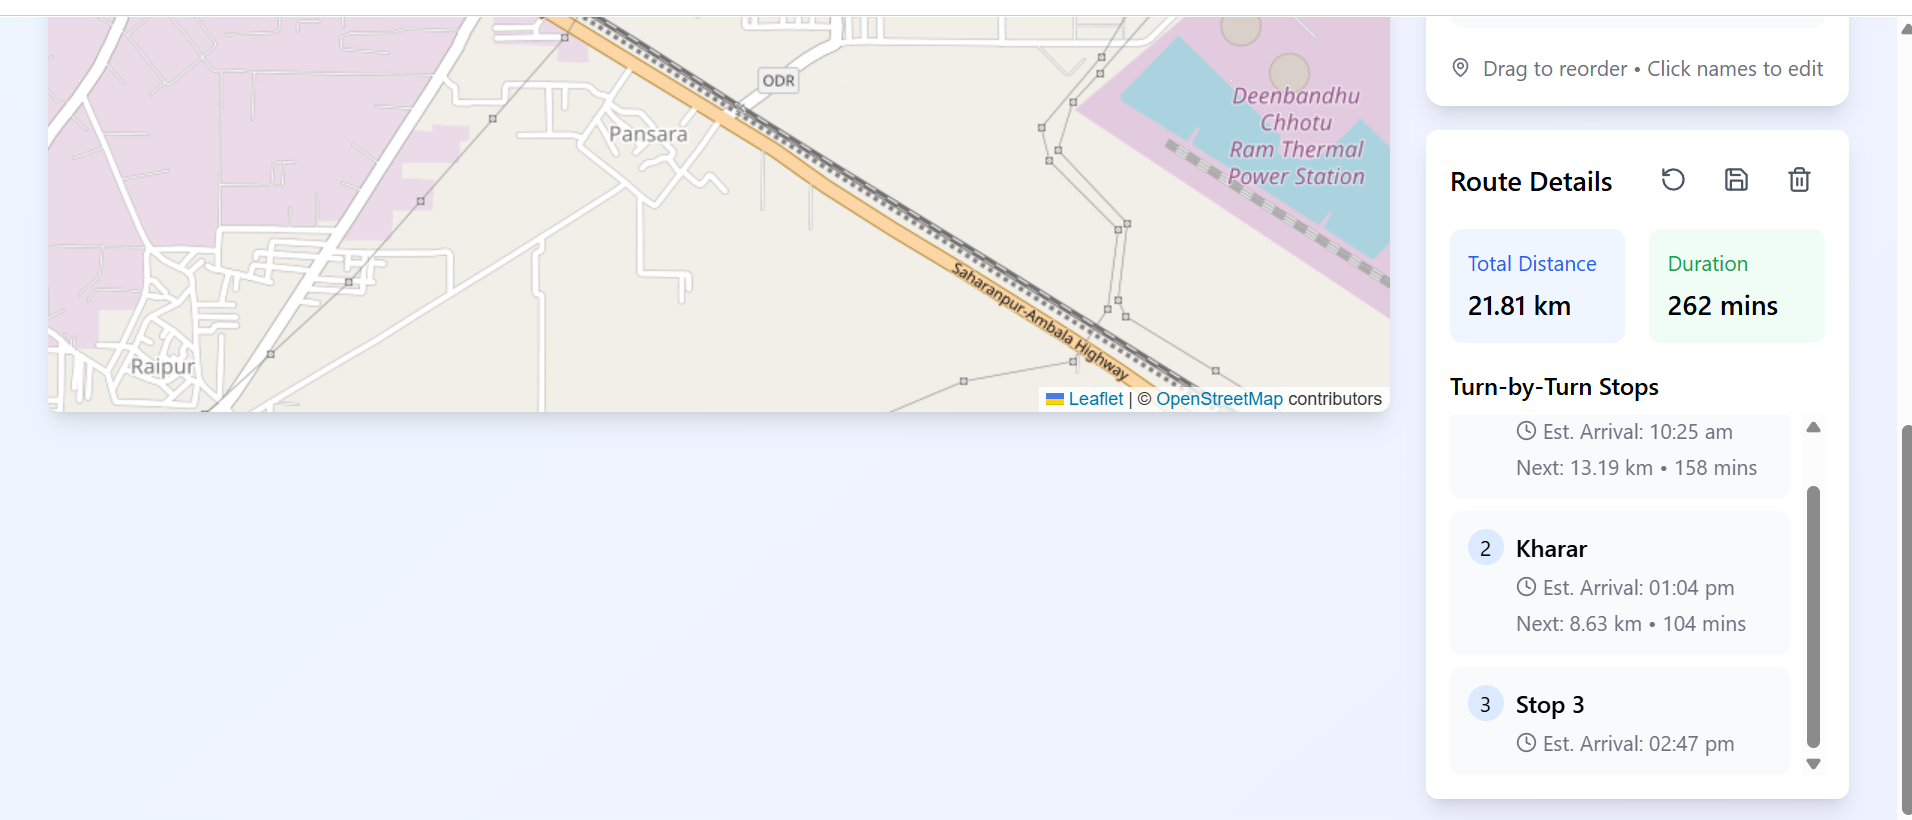 ODR
Pansara
Deenbandhu
Chhotu
Ram Thermal
Power Station
Saharanpur-Ambala Highway
Raipur
Leaflet | © OpenStreetMap contributors
Drag to reorder • Click names to edit
Route Details
Total Distance
21.81 km
Duration
262 mins
Turn-by-Turn Stops
Est. Arrival: 10:25 am
Next: 13.19 km • 158 mins
2 Kharar
Est. Arrival: 01:04 pm
Next: 8.63 km • 104 mins
3 Stop 3
Est. Arrival: 02:47 pm